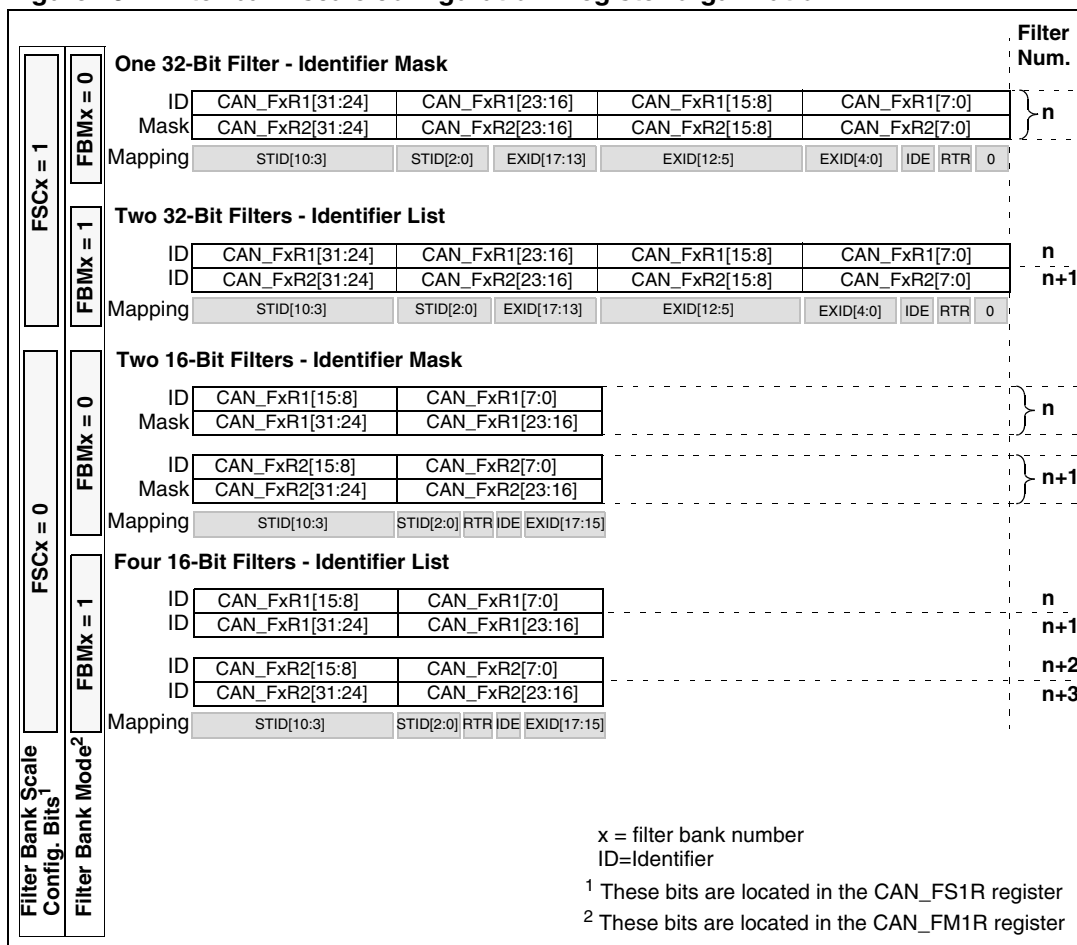 Filter
Num.
One 32-Bit Filter - Identifier Mask
FSCx = 1
FBMx = 0
ID CAN_FxR1[31:24] CAN_FxR1[23:16] CAN_FxR1[15:8] CAN_FxR1[7:0]
Mask CAN_FxR2[31:24] CAN_FxR2[23:16] CAN_FxR2[15:8] CAN_FxR2[7:0]
n
Mapping STID[10:3] STID[2:0] EXID[17:13] EXID[12:5] EXID[4:0] IDE RTR 0
Two 32-Bit Filters - Identifier List
FBMx = 1
ID CAN_FxR1[31:24] CAN_FxR1[23:16] CAN_FxR1[15:8] CAN_FxR1[7:0] n
ID CAN_FxR2[31:24] CAN_FxR2[23:16] CAN_FxR2[15:8] CAN_FxR2[7:0] n+1
Mapping STID[10:3] STID[2:0] EXID[17:13] EXID[12:5] EXID[4:0] IDE RTR 0
Two 16-Bit Filters - Identifier Mask
FSCx = 0
FBMx = 0
ID CAN_FxR1[15:8] CAN_FxR1[7:0]
Mask CAN_FxR1[31:24] CAN_FxR1[23:16]
n
ID CAN_FxR2[15:8] CAN_FxR2[7:0]
Mask CAN_FxR2[31:24] CAN_FxR2[23:16]
n+1
Mapping STID[10:3] STID[2:0] RTR IDE EXID[17:15]
Four 16-Bit Filters - Identifier List
FBMx = 1
ID CAN_FxR1[15:8] CAN_FxR1[7:0] n
ID CAN_FxR1[31:24] CAN_FxR1[23:16] n+1
ID CAN_FxR2[15:8] CAN_FxR2[7:0] n+2
ID CAN_FxR2[31:24] CAN_FxR2[23:16] n+3
Mapping STID[10:3] STID[2:0] RTR IDE EXID[17:15]
Filter Bank Scale
Config. Bits1
Filter Bank Mode2
x = filter bank number
ID=Identifier
1 These bits are located in the CAN_FS1R register
2 These bits are located in the CAN_FM1R register